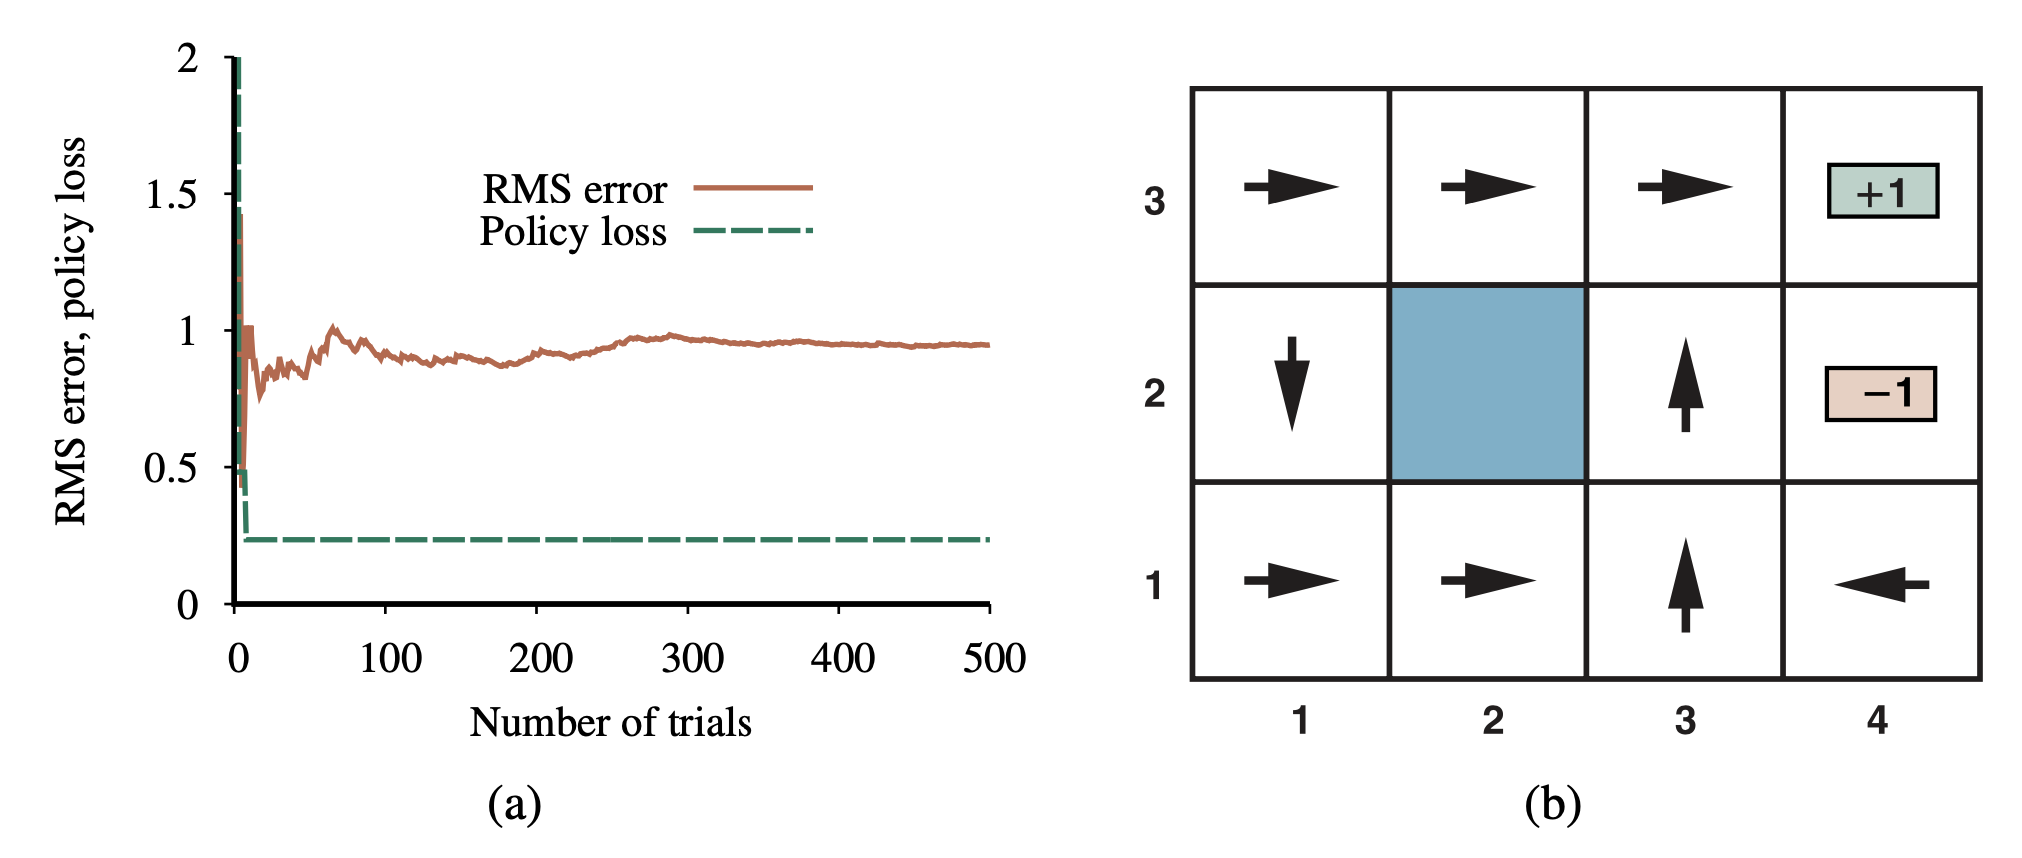 2
1.5
1
0.5
0
RMS error, policy loss
RMS error
Policy loss
0 100 200 300 400 500
Number of trials
(a)
3
+1
2
−1
1
1 2 3 4
(b)